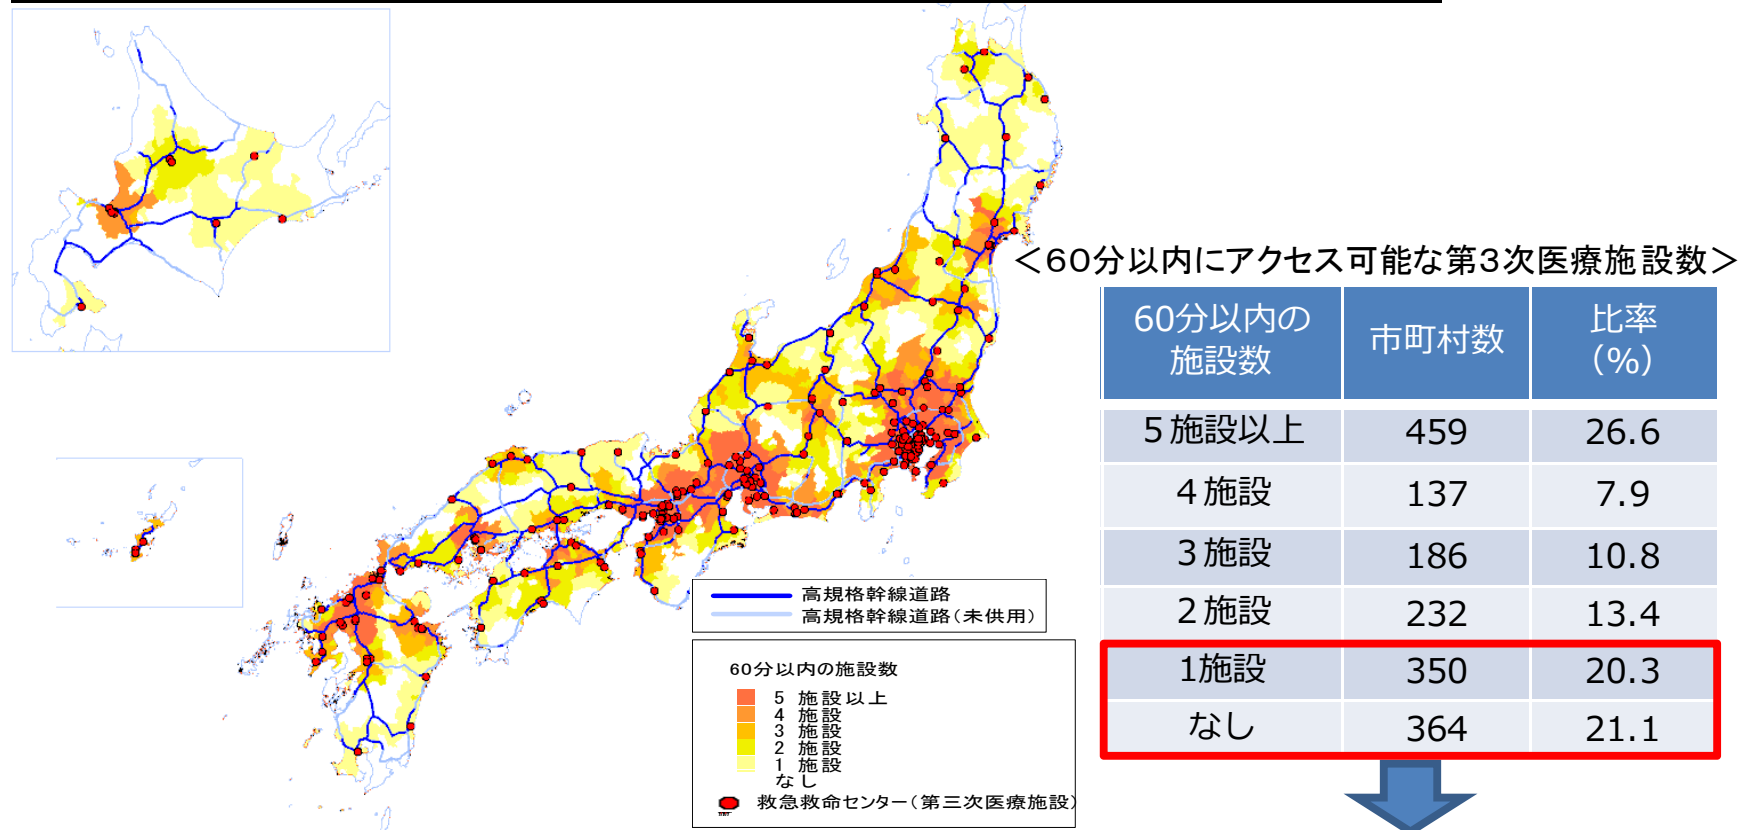 ＜60分以内にアクセス可能な第3次医療施設数＞
60分以内の
施設数
市町村数
比率
（%）
5施設以上 459 26.6
4施設 137 7.9
3施設 186 10.8
2施設 232 13.4
1施設 350 20.3
なし 364 21.1
高規格幹線道路
高規格幹線道路（未供用）
60分以内の施設数
5 施設以上
4 施設
3 施設
2 施設
1 施設
なし
救急救命センター（第三次医療施設）